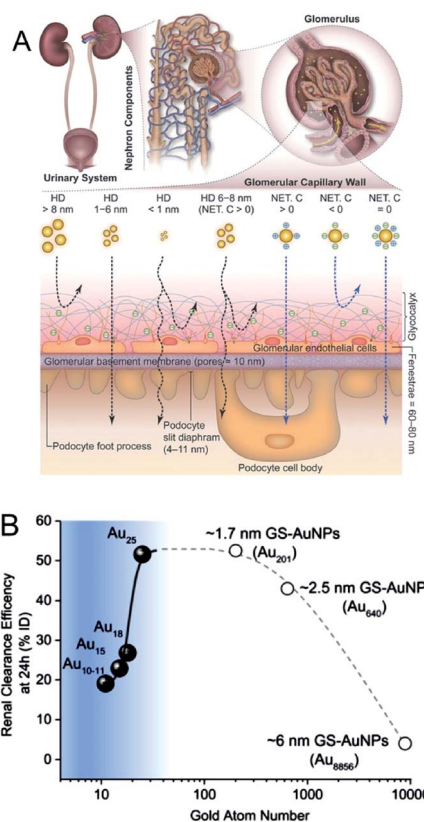 A
Glomerulus
Nephron Components
Urinary System
Glomerular Capillary Wall
HD
> 8 nm
HD
1–6 nm
HD
< 1 nm
HD 6–8 nm
(NET. C > 0)
NET. C
> 0
NET. C
< 0
NET. C
= 0
Glycocalyx
Glomerular endothelial cells
Glomerular basement membrane (pores ≈ 10 nm)
Fenestrae = 60–80 nm
Podocyte foot process
Podocyte
slit diaphram
(4–11 nm)
Podocyte cell body
B
Renal Clearance Efficency
at 24h (% ID)
60
50
40
30
20
10
0
Au25
Au18
Au15
Au10-11
~1.7 nm GS-AuNPs
(Au201)
~2.5 nm GS-AuNP
(Au640)
~6 nm GS-AuNPs
(Au8856)
10
100
1000
10000
Gold Atom Number